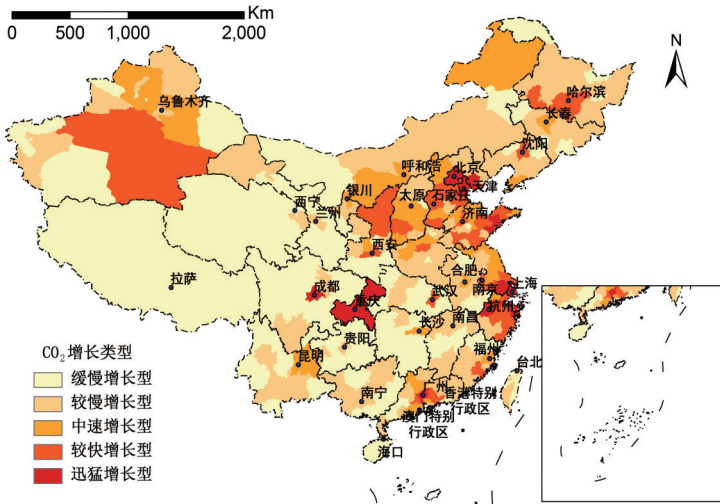 Km
0 500 1,000 2,000
N
乌鲁木齐
哈尔滨
长春
沈阳
呼和浩
北京
天津
银川
太原
石家庄
西宁
兰州
济南
西安
拉萨
成都
重庆
武汉
合肥
南京
上海
杭州
长沙
南昌
贵阳
昆明
福州
台北
南宁
广州
香港特别
行政区
澳门特别
行政区
海口
CO₂增长类型
缓慢增长型
较慢增长型
中速增长型
较快增长型
迅猛增长型